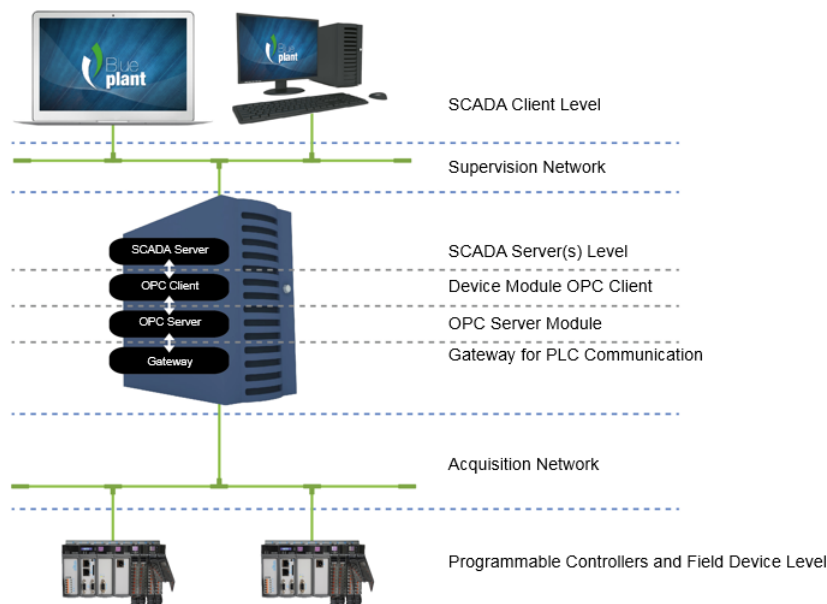 Blue
plant
Blue
plant
SCADA Client Level
Supervision Network
SCADA Server
SCADA Server(s) Level
OPC Client
Device Module OPC Client
OPC Server
OPC Server Module
Gateway
Gateway for PLC Communication
Acquisition Network
Programmable Controllers and Field Device Level